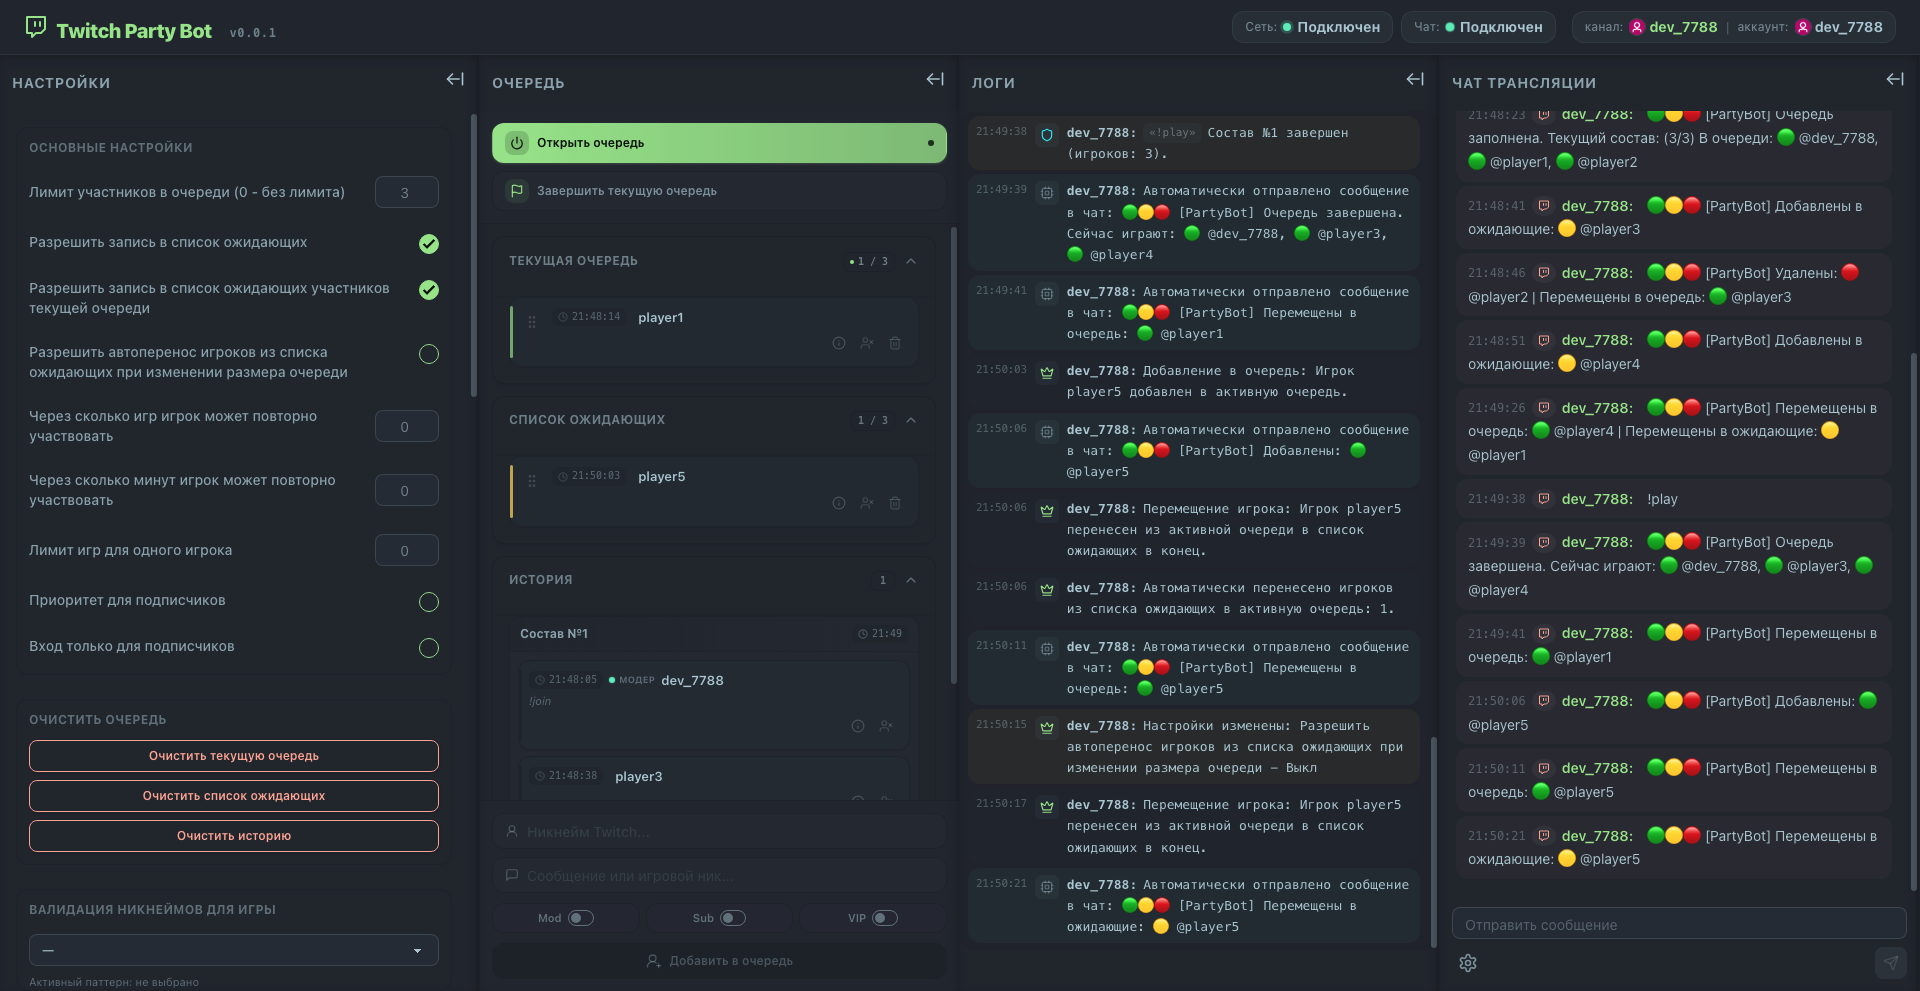 Twitch Party Bot v0.0.1
Сеть: Подключен
Чат: Подключен
канал: dev_7788 | аккаунт: dev_7788
НАСТРОЙКИ
ОСНОВНЫЕ НАСТРОЙКИ
Лимит участников в очереди (0 - без лимита)
3
Разрешить запись в список ожидающих
Разрешить запись в список ожидающих участников
текущей очереди
Разрешить автоперенос игроков из списка
ожидающих при изменении размера очереди
Через сколько игр игрок может повторно
участвовать
0
Через сколько минут игрок может повторно
участвовать
0
Лимит игр для одного игрока
0
Приоритет для подписчиков
Вход только для подписчиков
ОЧИСТИТЬ ОЧЕРЕДЬ
Очистить текущую очередь
Очистить список ожидающих
Очистить историю
ВАЛИДАЦИЯ НИКНЕЙМОВ ДЛЯ ИГРЫ
—
Активный паттерн: не выбрано
ОЧЕРЕДЬ
Открыть очередь
Завершить текущую очередь
ТЕКУЩАЯ ОЧЕРЕДЬ
1 / 3
21:48:14 player1
СПИСОК ОЖИДАЮЩИХ
1 / 3
21:50:03 player5
ИСТОРИЯ
1
Состав №1
21:49
21:48:05 МОДЕР dev_7788
!join
21:48:38 player3
Никнейм Twitch...
Сообщение или игровой ник...
Mod
Sub
VIP
Добавить в очередь
ЛОГИ
21:49:38 dev_7788: «!play» Состав №1 завершен
(игроков: 3).
21:49:39 dev_7788: Автоматически отправлено сообщение
в чат: [PartyBot] Очередь завершена.
Сейчас играют: @dev_7788, @player3,
@player4
21:49:41 dev_7788: Автоматически отправлено сообщение
в чат: [PartyBot] Перемещены в
очередь: @player1
21:50:03 dev_7788: Добавление в очередь: Игрок
player5 добавлен в активную очередь.
21:50:06 dev_7788: Автоматически отправлено сообщение
в чат: [PartyBot] Добавлены:
@player5
21:50:06 dev_7788: Перемещение игрока: Игрок player5
перенесен из активной очереди в список
ожидающих в конец.
21:50:06 dev_7788: Автоматически перенесено игроков
из списка ожидающих в активную очередь: 1.
21:50:11 dev_7788: Автоматически отправлено сообщение
в чат: [PartyBot] Перемещены в
очередь: @player5
21:50:15 dev_7788: Настройки изменены: Разрешить
автоперенос игроков из списка ожидающих при
изменении размера очереди — Выкл
21:50:17 dev_7788: Перемещение игрока: Игрок player5
перенесен из активной очереди в список
ожидающих в конец.
21:50:21 dev_7788: Автоматически отправлено сообщение
в чат: [PartyBot] Перемещены в
ожидающие: @player5
ЧАТ ТРАНСЛЯЦИИ
21:48:23 dev_7788: [PartyBot] Очередь
заполнена. Текущий состав: (3/3) В очереди: @dev_7788,
@player1, @player2
21:48:41 dev_7788: [PartyBot] Добавлены в
ожидающие: @player3
21:48:46 dev_7788: [PartyBot] Удалены:
@player2 | Перемещены в очередь: @player3
21:48:51 dev_7788: [PartyBot] Добавлены в
ожидающие: @player4
21:49:26 dev_7788: [PartyBot] Перемещены в
очередь: @player4 | Перемещены в ожидающие:
@player1
21:49:38 dev_7788: !play
21:49:39 dev_7788: [PartyBot] Очередь
завершена. Сейчас играют: @dev_7788, @player3,
@player4
21:49:41 dev_7788: [PartyBot] Перемещены в
очередь: @player1
21:50:06 dev_7788: [PartyBot] Добавлены:
@player5
21:50:11 dev_7788: [PartyBot] Перемещены в
очередь: @player5
21:50:21 dev_7788: [PartyBot] Перемещены в
ожидающие: @player5
Отправить сообщение